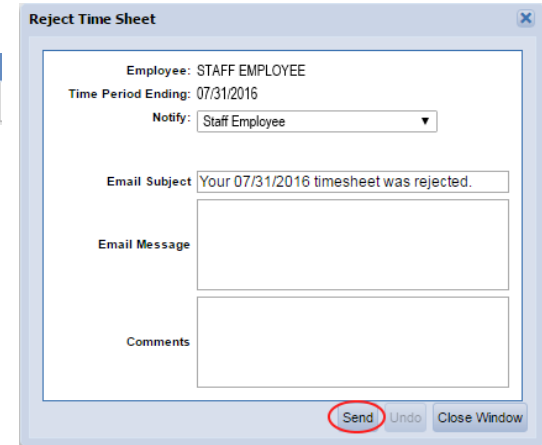 Reject Time Sheet
Employee: STAFF EMPLOYEE
Time Period Ending: 07/31/2016
Notify: Staff Employee
Email Subject Your 07/31/2016 timesheet was rejected.
Email Message
Comments
Send Undo Close Window